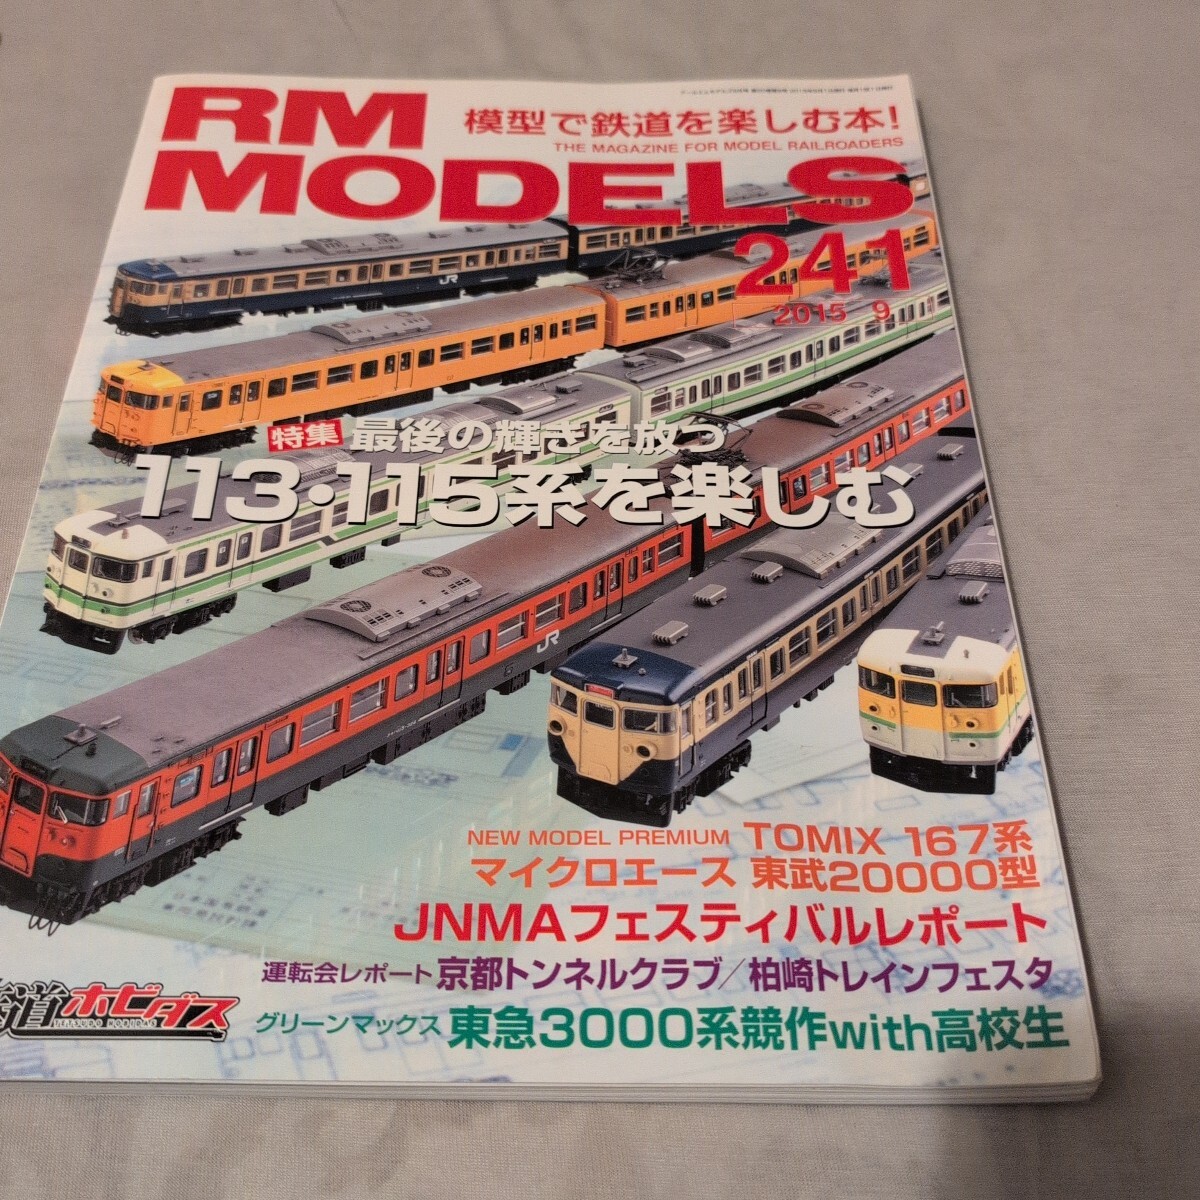 RM
MODELS
模型で鉄道を楽しむ本!
THE MAGAZINE FOR MODEL RAILROADERS
241
2015 9
JR
特集 最後の輝きを放つ
113・115系を楽しむ
JR
NEW MODEL PREMIUM TOMIX 167系
マイクロエース 東武20000型
JNMAフェスティバルレポート
運転会レポート 京都トンネルクラブ/柏崎トレインフェスタ
グリーンマックス 東急3000系競作with高校生
道ホビダス
TETSUDO HOBIDAS